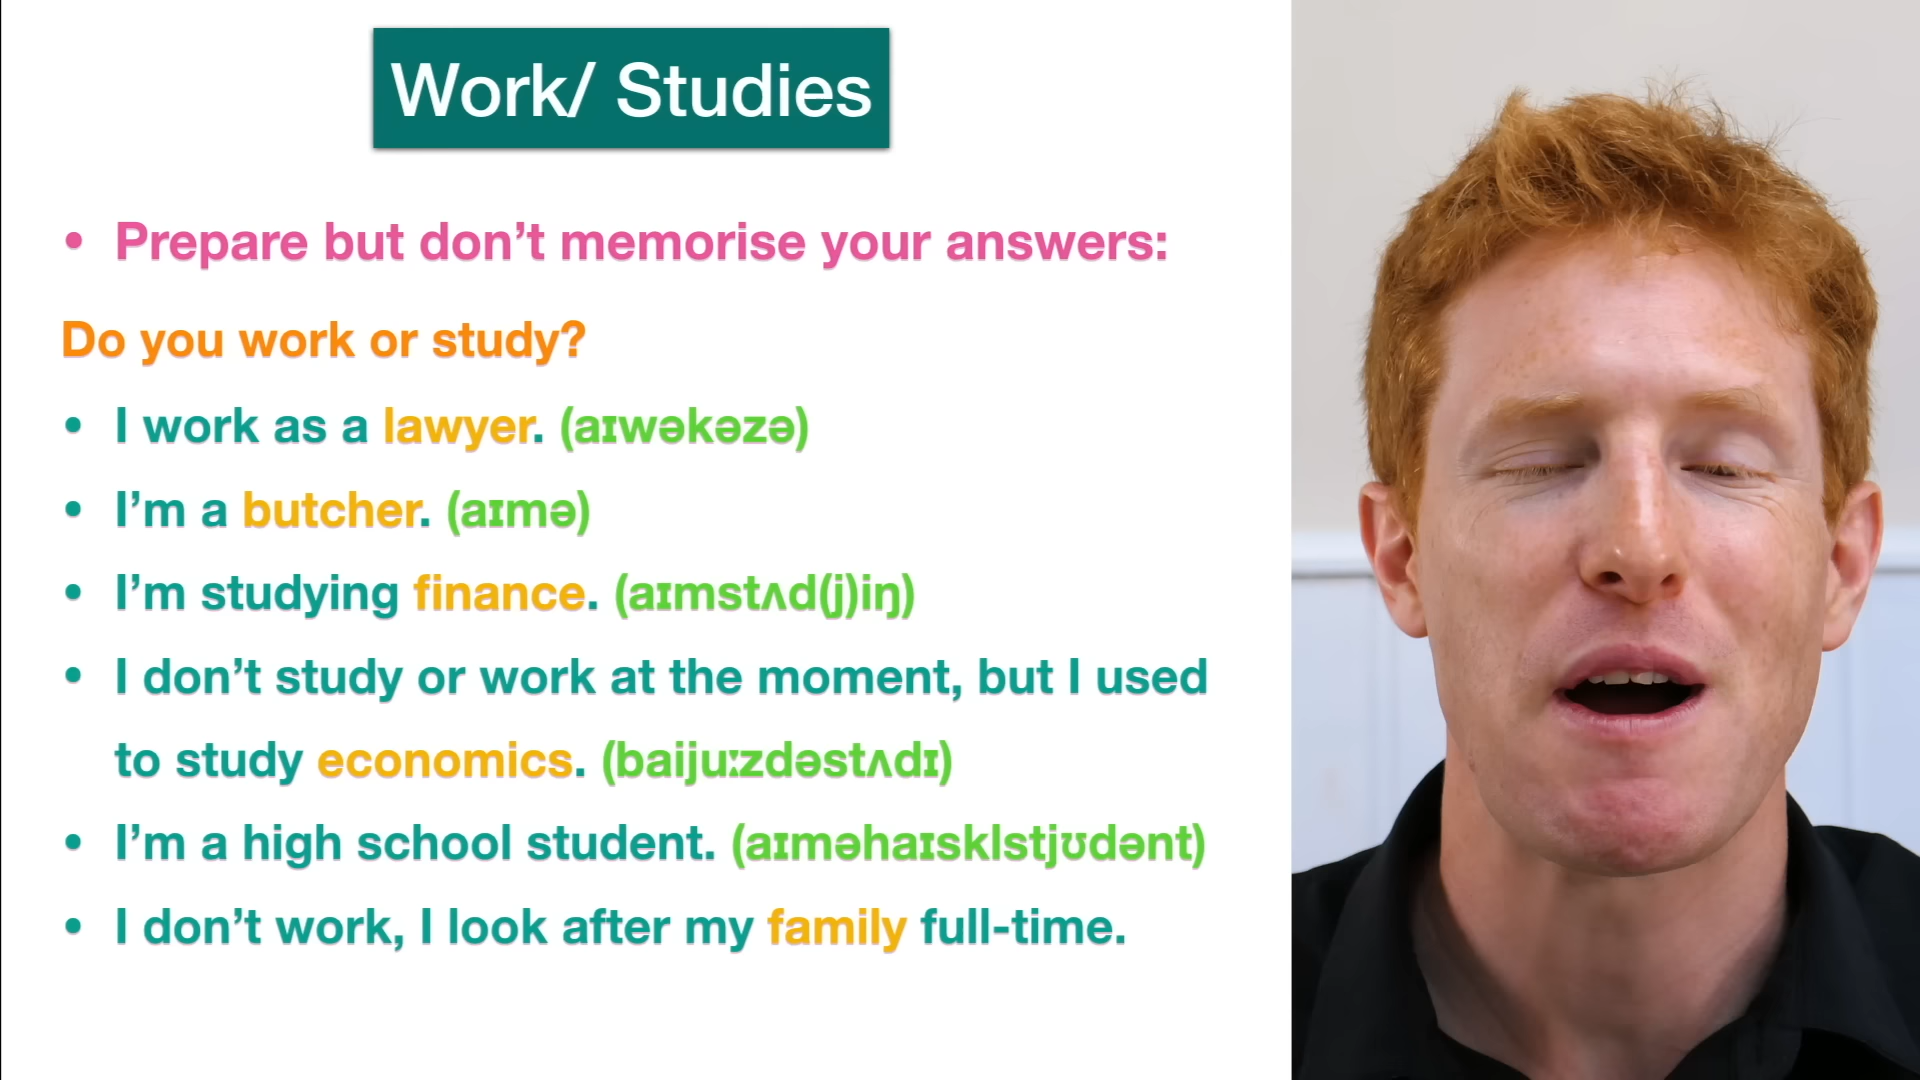 Work/ Studies
• Prepare but don’t memorise your answers:
Do you work or study?
• I work as a lawyer. (aɪwəkəzə)
• I’m a butcher. (aɪmə)
• I’m studying finance. (aɪmstʌd(j)iŋ)
• I don’t study or work at the moment, but I used
to study economics. (baijuːzdəstʌdɪ)
• I’m a high school student. (aɪməhaɪsklstjʊdənt)
• I don’t work, I look after my family full-time.